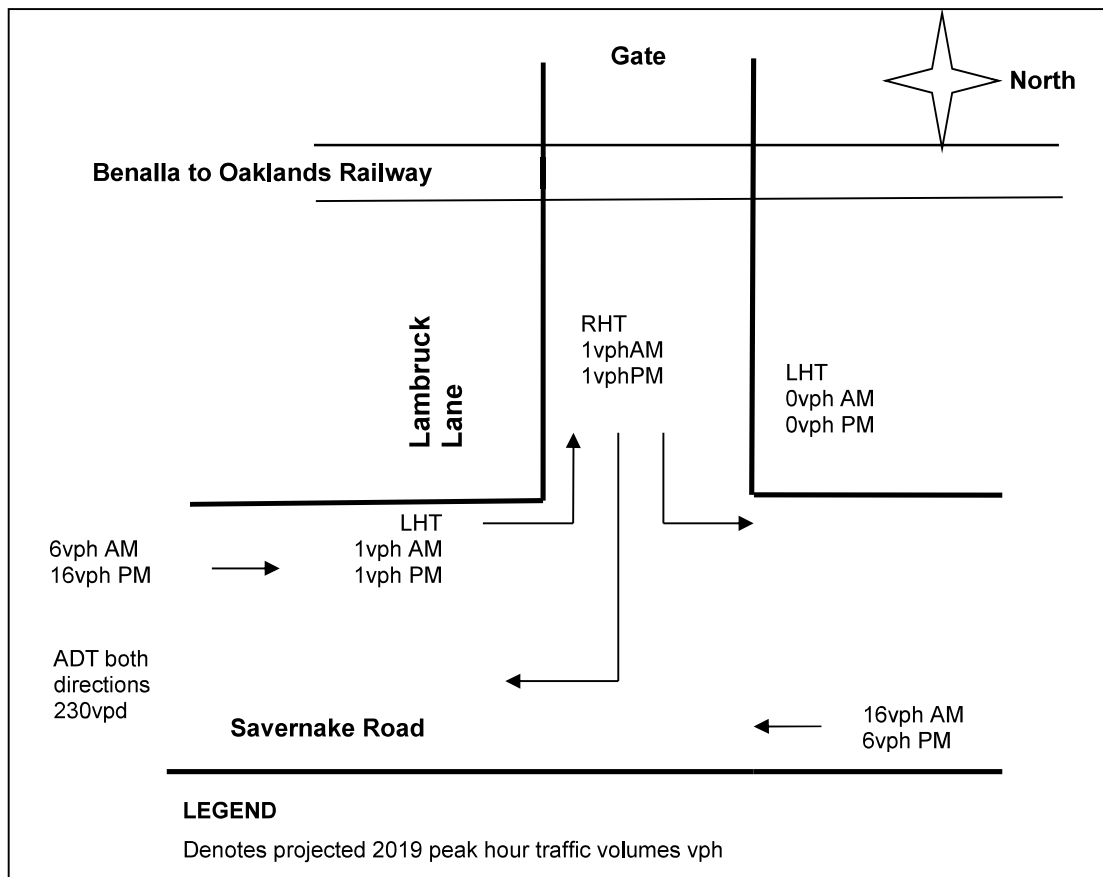 Gate
North
Benalla to Oaklands Railway
Lambruck
Lane
RHT
1vphAM
1vphPM
LHT
0vph AM
0vph PM
6vph AM
16vph PM
LHT
1vph AM
1vph PM
ADT both
directions
230vpd
Savernake Road
16vph AM
6vph PM
LEGEND
Denotes projected 2019 peak hour traffic volumes vph